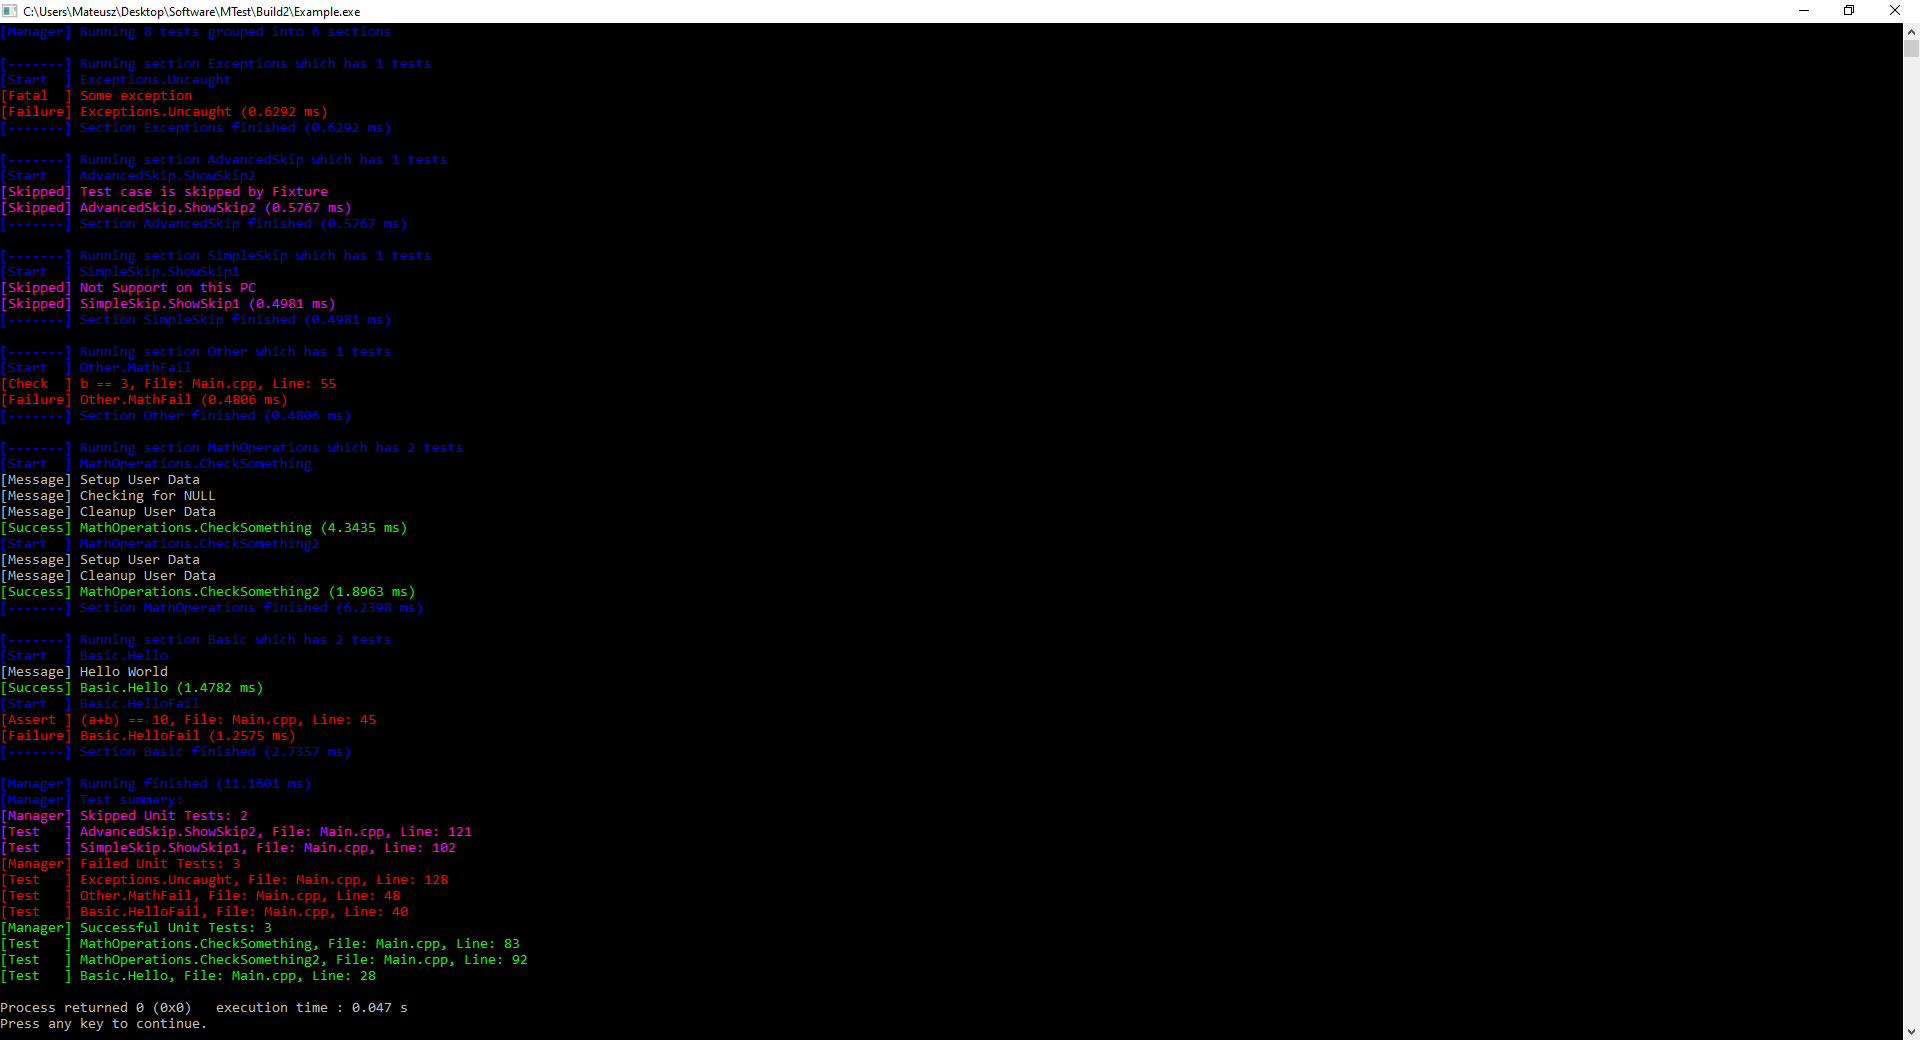 C:\Users\Mateusz\Desktop\Software\MTest\Build2\Example.exe
[Manager] Running 8 tests grouped into 6 sections
[-------] Running section Exceptions which has 1 tests
[Start  ] Exceptions.Uncaught
[Fatal  ] Some exception
[Failure] Exceptions.Uncaught (0.6292 ms)
[-------] Section Exceptions finished (0.6292 ms)
[-------] Running section AdvancedSkip which has 1 tests
[Start  ] AdvancedSkip.ShowSkip2
[Skipped] Test case is skipped by Fixture
[Skipped] AdvancedSkip.ShowSkip2 (0.5767 ms)
[-------] Section AdvancedSkip finished (0.5767 ms)
[-------] Running section SimpleSkip which has 1 tests
[Start  ] SimpleSkip.ShowSkip1
[Skipped] Not Support on this PC
[Skipped] SimpleSkip.ShowSkip1 (0.4981 ms)
[-------] Section SimpleSkip finished (0.4981 ms)
[-------] Running section Other which has 1 tests
[Start  ] Other.MathFail
[Check  ] b == 3, File: Main.cpp, Line: 55
[Failure] Other.MathFail (0.4806 ms)
[-------] Section Other finished (0.4806 ms)
[-------] Running section MathOperations which has 2 tests
[Start  ] MathOperations.CheckSomething
[Message] Setup User Data
[Message] Checking for NULL
[Message] Cleanup User Data
[Success] MathOperations.CheckSomething (4.3435 ms)
[Start  ] MathOperations.CheckSomething2
[Message] Setup User Data
[Message] Cleanup User Data
[Success] MathOperations.CheckSomething2 (1.8963 ms)
[-------] Section MathOperations finished (6.2398 ms)
[-------] Running section Basic which has 2 tests
[Start  ] Basic.Hello
[Message] Hello World
[Success] Basic.Hello (1.4782 ms)
[Start  ] Basic.HelloFail
[Assert ] (a+b) == 10, File: Main.cpp, Line: 45
[Failure] Basic.HelloFail (1.2575 ms)
[-------] Section Basic finished (2.7357 ms)
[Manager] Running finished (11.1601 ms)
[Manager] Test summary:
[Manager] Skipped Unit Tests: 2
[Test   ] AdvancedSkip.ShowSkip2, File: Main.cpp, Line: 121
[Test   ] SimpleSkip.ShowSkip1, File: Main.cpp, Line: 102
[Manager] Failed Unit Tests: 3
[Test   ] Exceptions.Uncaught, File: Main.cpp, Line: 128
[Test   ] Other.MathFail, File: Main.cpp, Line: 48
[Test   ] Basic.HelloFail, File: Main.cpp, Line: 40
[Manager] Successful Unit Tests: 3
[Test   ] MathOperations.CheckSomething, File: Main.cpp, Line: 83
[Test   ] MathOperations.CheckSomething2, File: Main.cpp, Line: 92
[Test   ] Basic.Hello, File: Main.cpp, Line: 28
Process returned 0 (0x0)   execution time : 0.047 s
Press any key to continue.